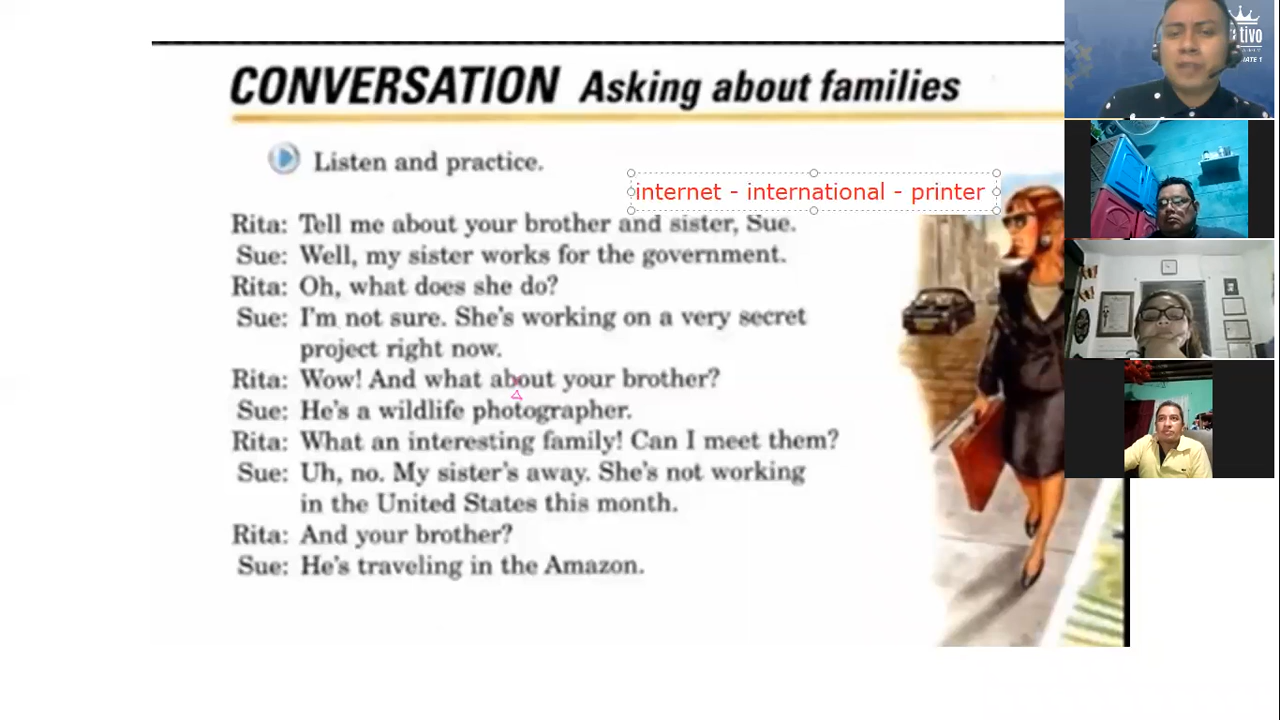 CONVERSATION Asking about families
tivo
IATE 1
Listen and practice.
internet - international - printer
Rita: Tell me about your brother and sister, Sue.
Sue: Well, my sister works for the government.
Rita: Oh, what does she do?
Sue: I'm not sure. She's working on a very secret
project right now.
Rita: Wow! And what about your brother?
Sue: He's a wildlife photographer.
Rita: What an interesting family! Can I meet them?
Sue: Uh, no. My sister's away. She's not working
in the United States this month.
Rita: And your brother?
Sue: He's traveling in the Amazon.